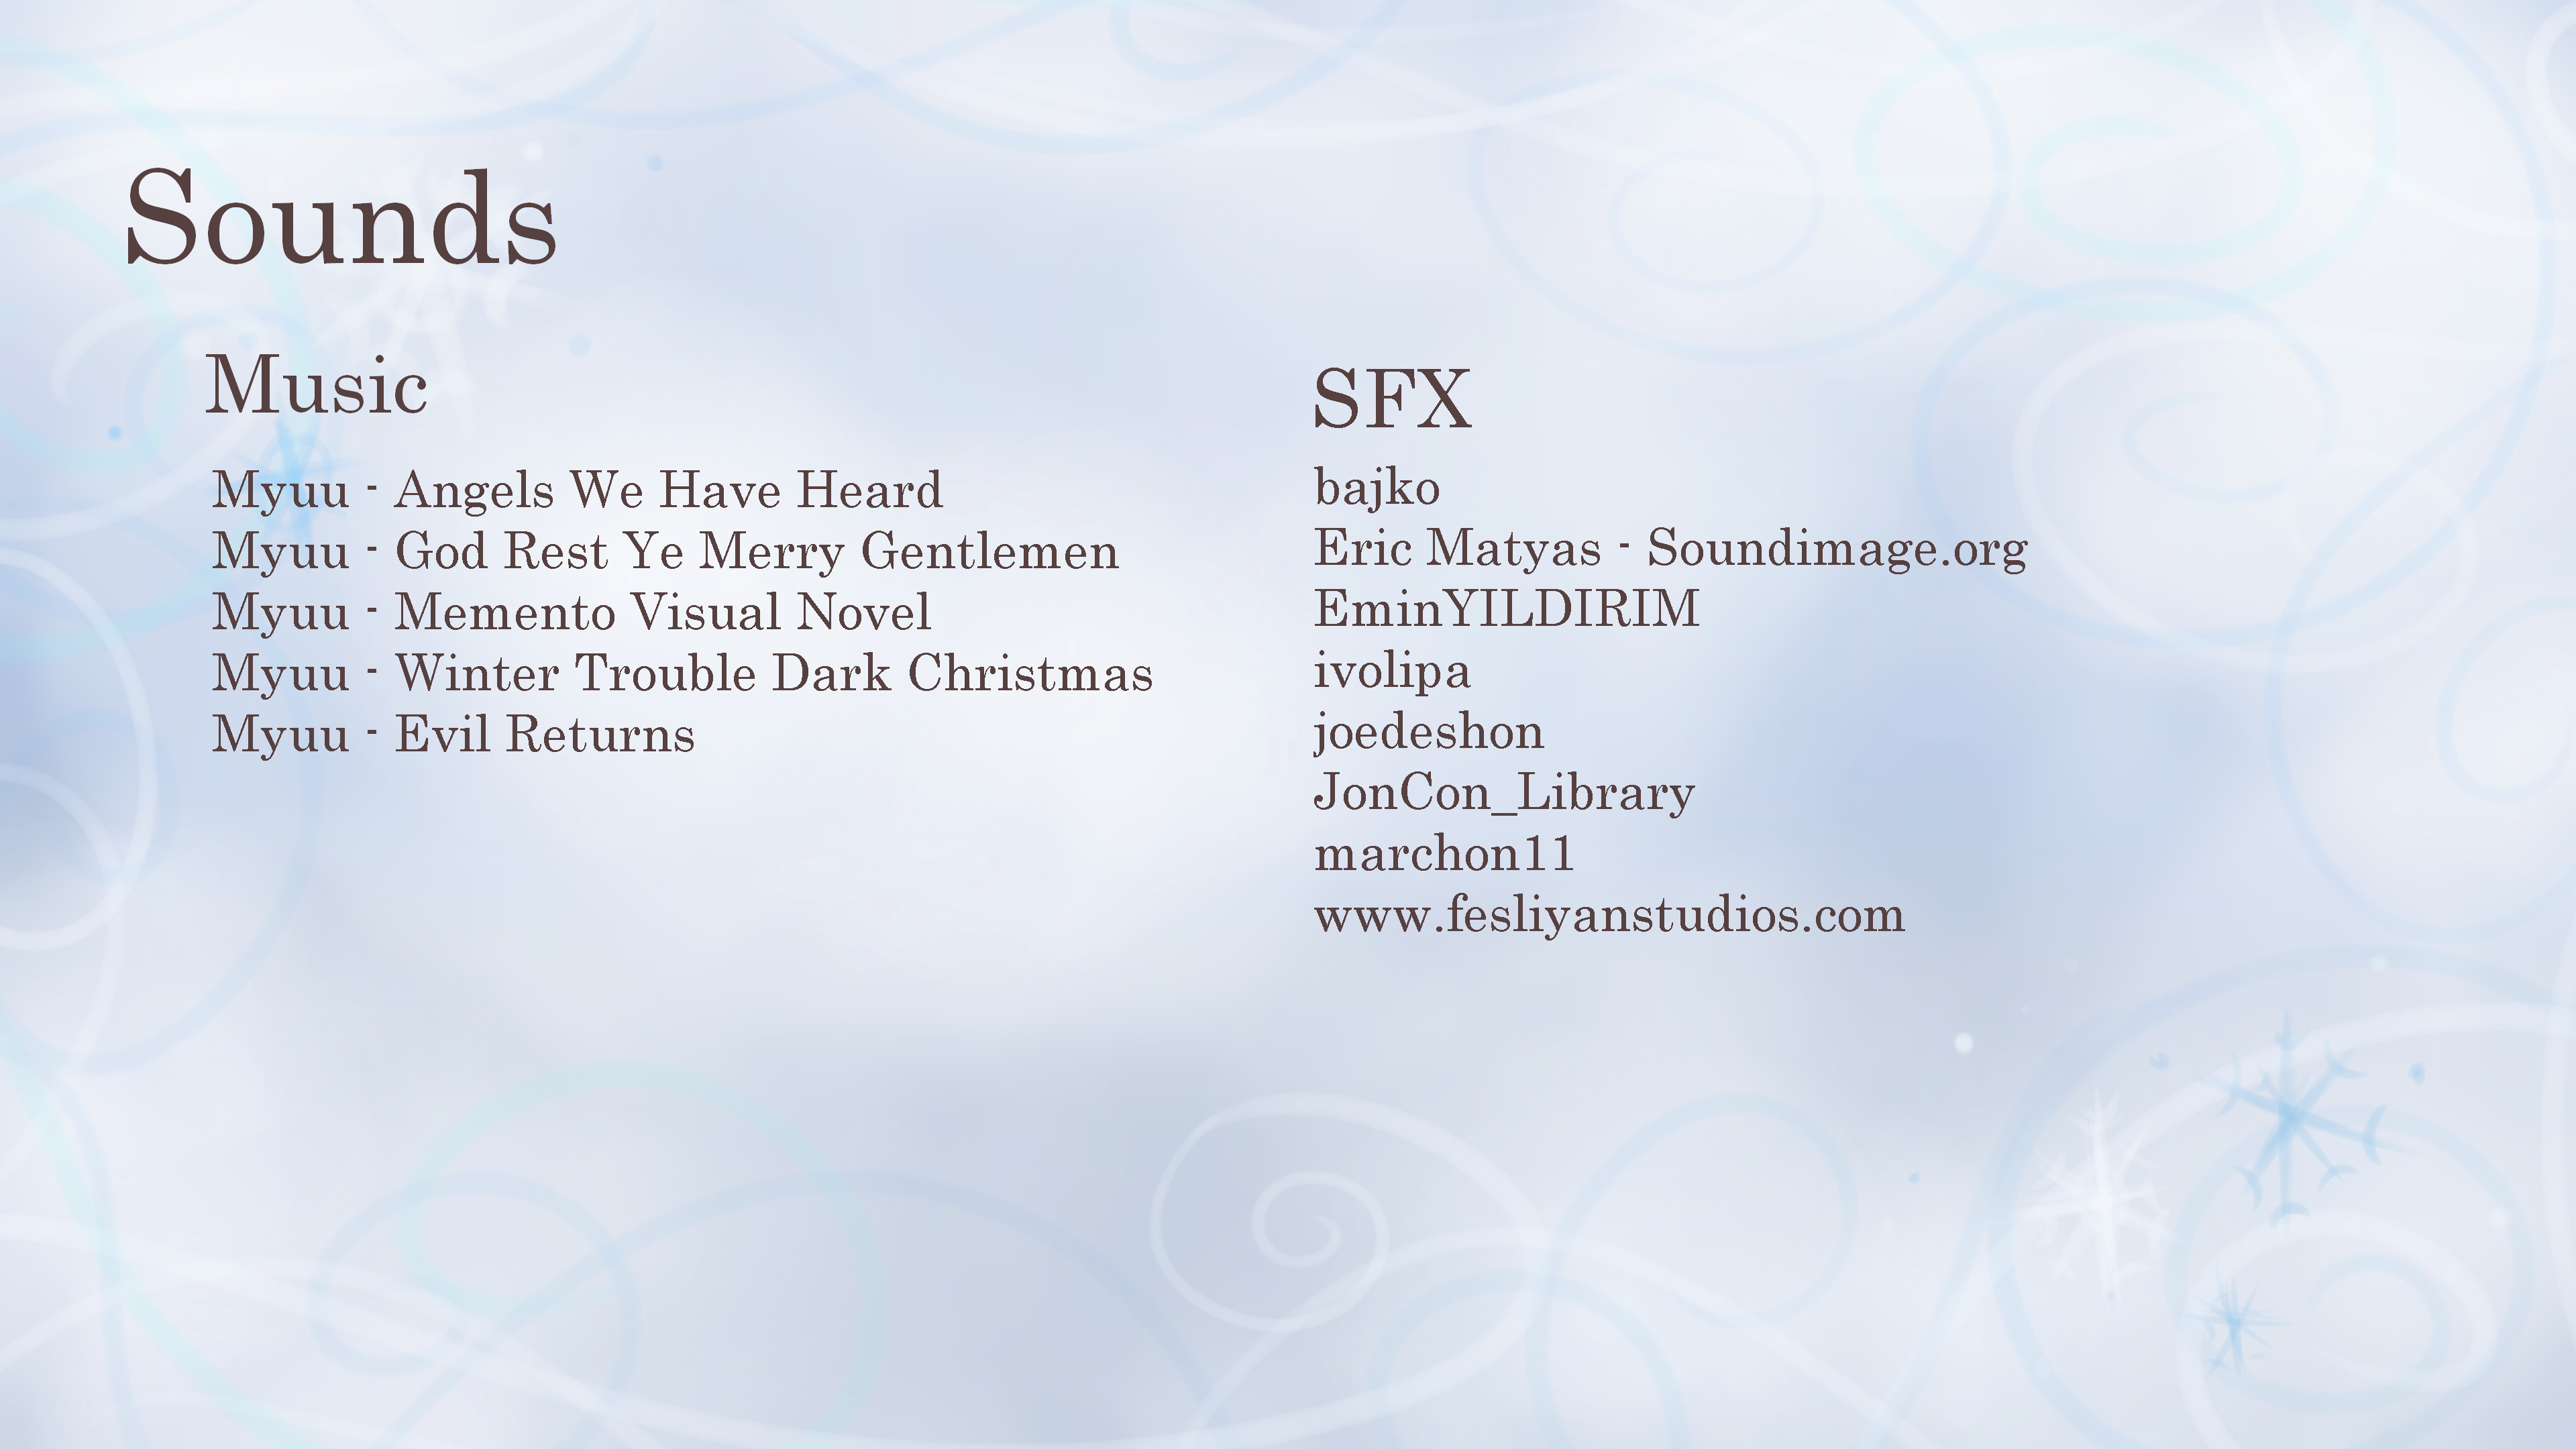 Sounds
Music
Myuu - Angels We Have Heard
Myuu - God Rest Ye Merry Gentlemen
Myuu - Memento Visual Novel
Myuu - Winter Trouble Dark Christmas
Myuu - Evil Returns
SFX
bajko
Eric Matyas - Soundimage.org
EminYILDIRIM
ivolipa
joedeshon
JonCon_Library
marchon11
www.fesliyanstudios.com